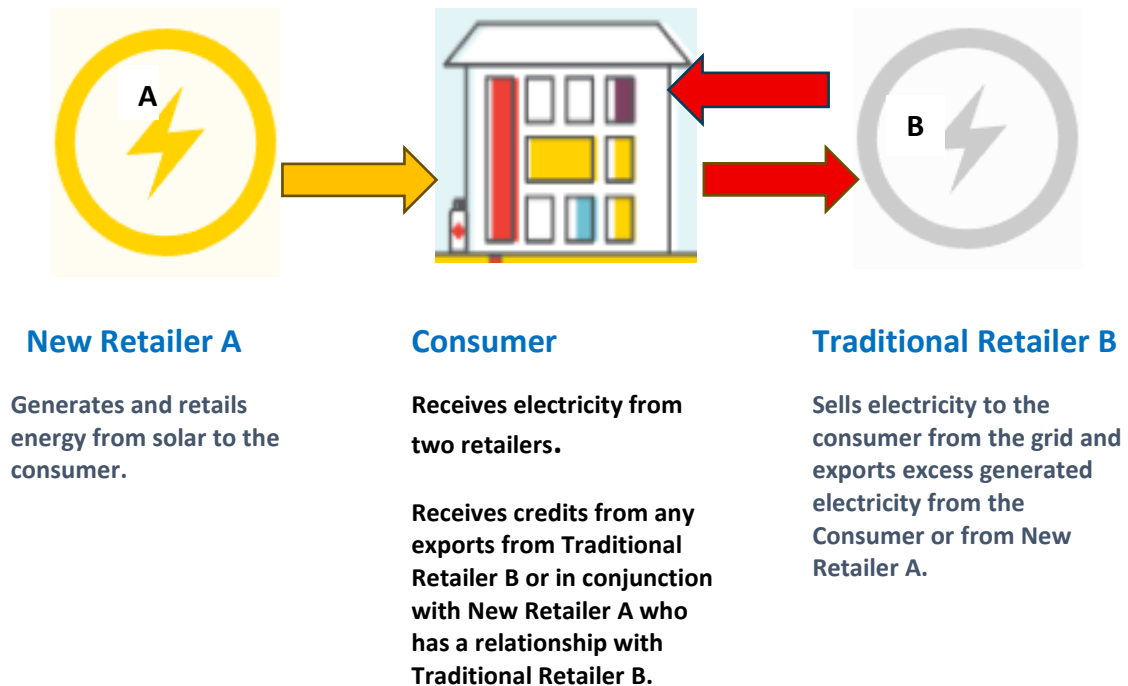 A
B
New Retailer A
Generates and retails
energy from solar to the
consumer.
Consumer
Receives electricity from
two retailers.
Receives credits from any
exports from Traditional
Retailer B or in conjunction
with New Retailer A who
has a relationship with
Traditional Retailer B.
Traditional Retailer B
Sells electricity to the
consumer from the grid and
exports excess generated
electricity from the
Consumer or from New
Retailer A.